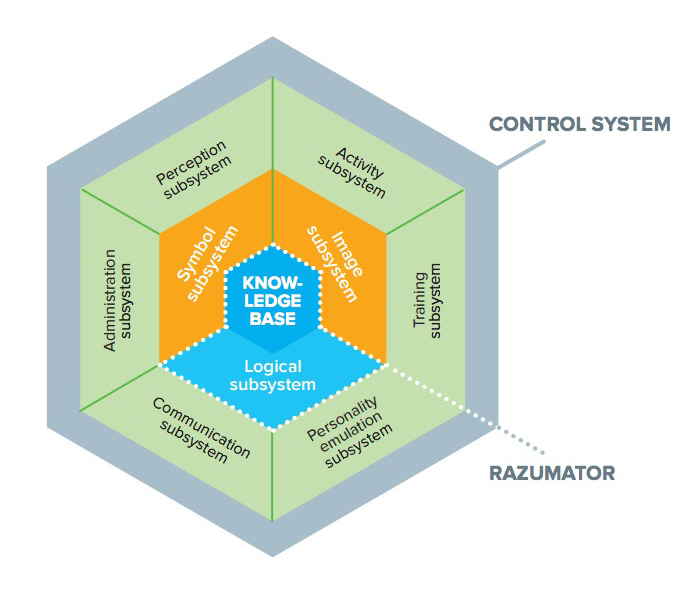 CONTROL SYSTEM
Perception
subsystem
Activity
subsystem
Symbol
subsystem
Image
subsystem
Administration
subsystem
KNOW-
LEDGE
BASE
Training
subsystem
Logical
subsystem
Communication
subsystem
Personality
emulation
subsystem
RAZUMATOR